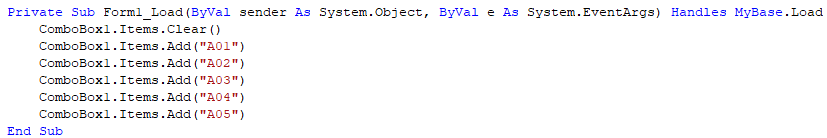 Private Sub Form1_Load(ByVal sender As System.Object, ByVal e As System.EventArgs) Handles MyBase.Load
    ComboBox1.Items.Clear()
    ComboBox1.Items.Add("A01")
    ComboBox1.Items.Add("A02")
    ComboBox1.Items.Add("A03")
    ComboBox1.Items.Add("A04")
    ComboBox1.Items.Add("A05")
End Sub